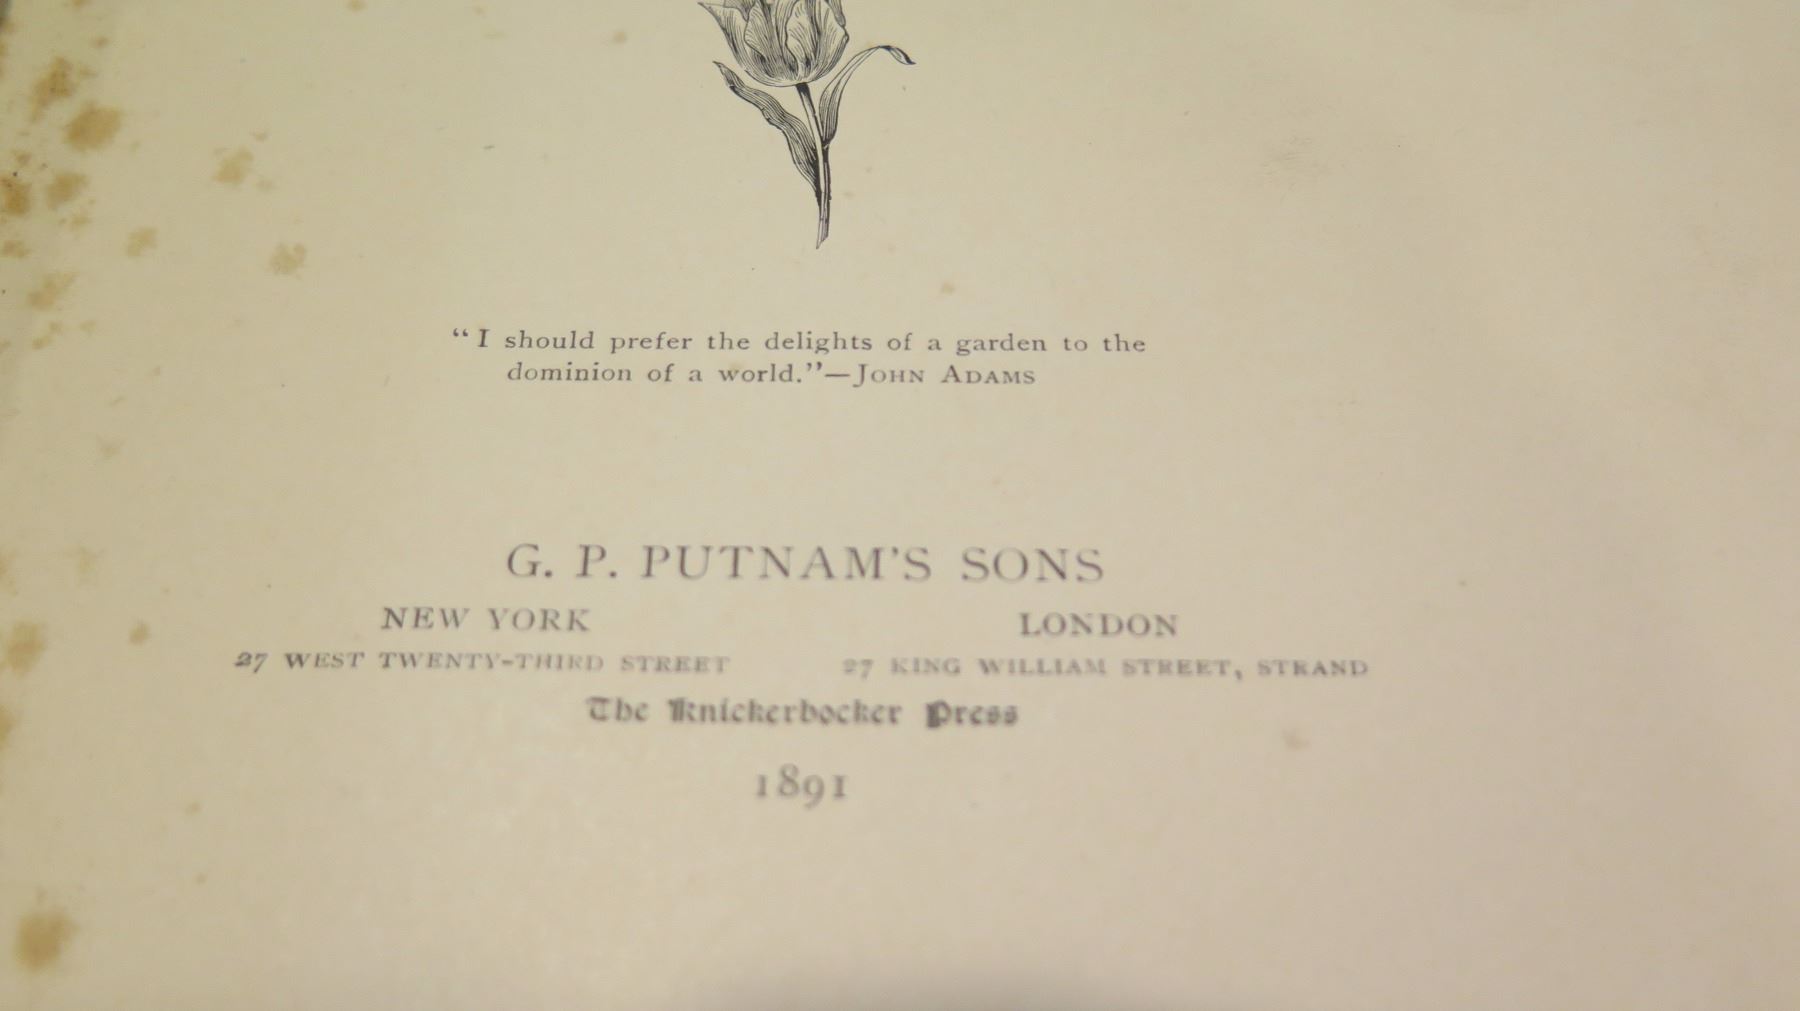 “I should prefer the delights of a garden to the
dominion of a world.”—JOHN ADAMS
G. P. PUTNAM'S SONS
NEW YORK LONDON
27 WEST TWENTY-THIRD STREET 27 KING WILLIAM STREET, STRAND
The Knickerbocker Press
1891